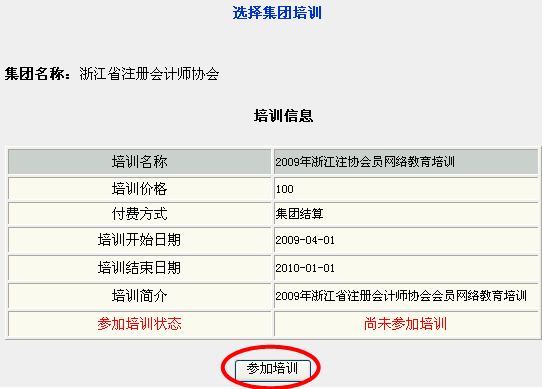 选择集团培训
集团名称：浙江省注册会计师协会
培训信息
培训名称 2009年浙江注协会员网络教育培训
培训价格 100
付费方式 集团结算
培训开始日期 2009-04-01
培训结束日期 2010-01-01
培训简介 2009年浙江省注册会计师协会会员网络教育培训
参加培训状态 尚未参加培训
参加培训